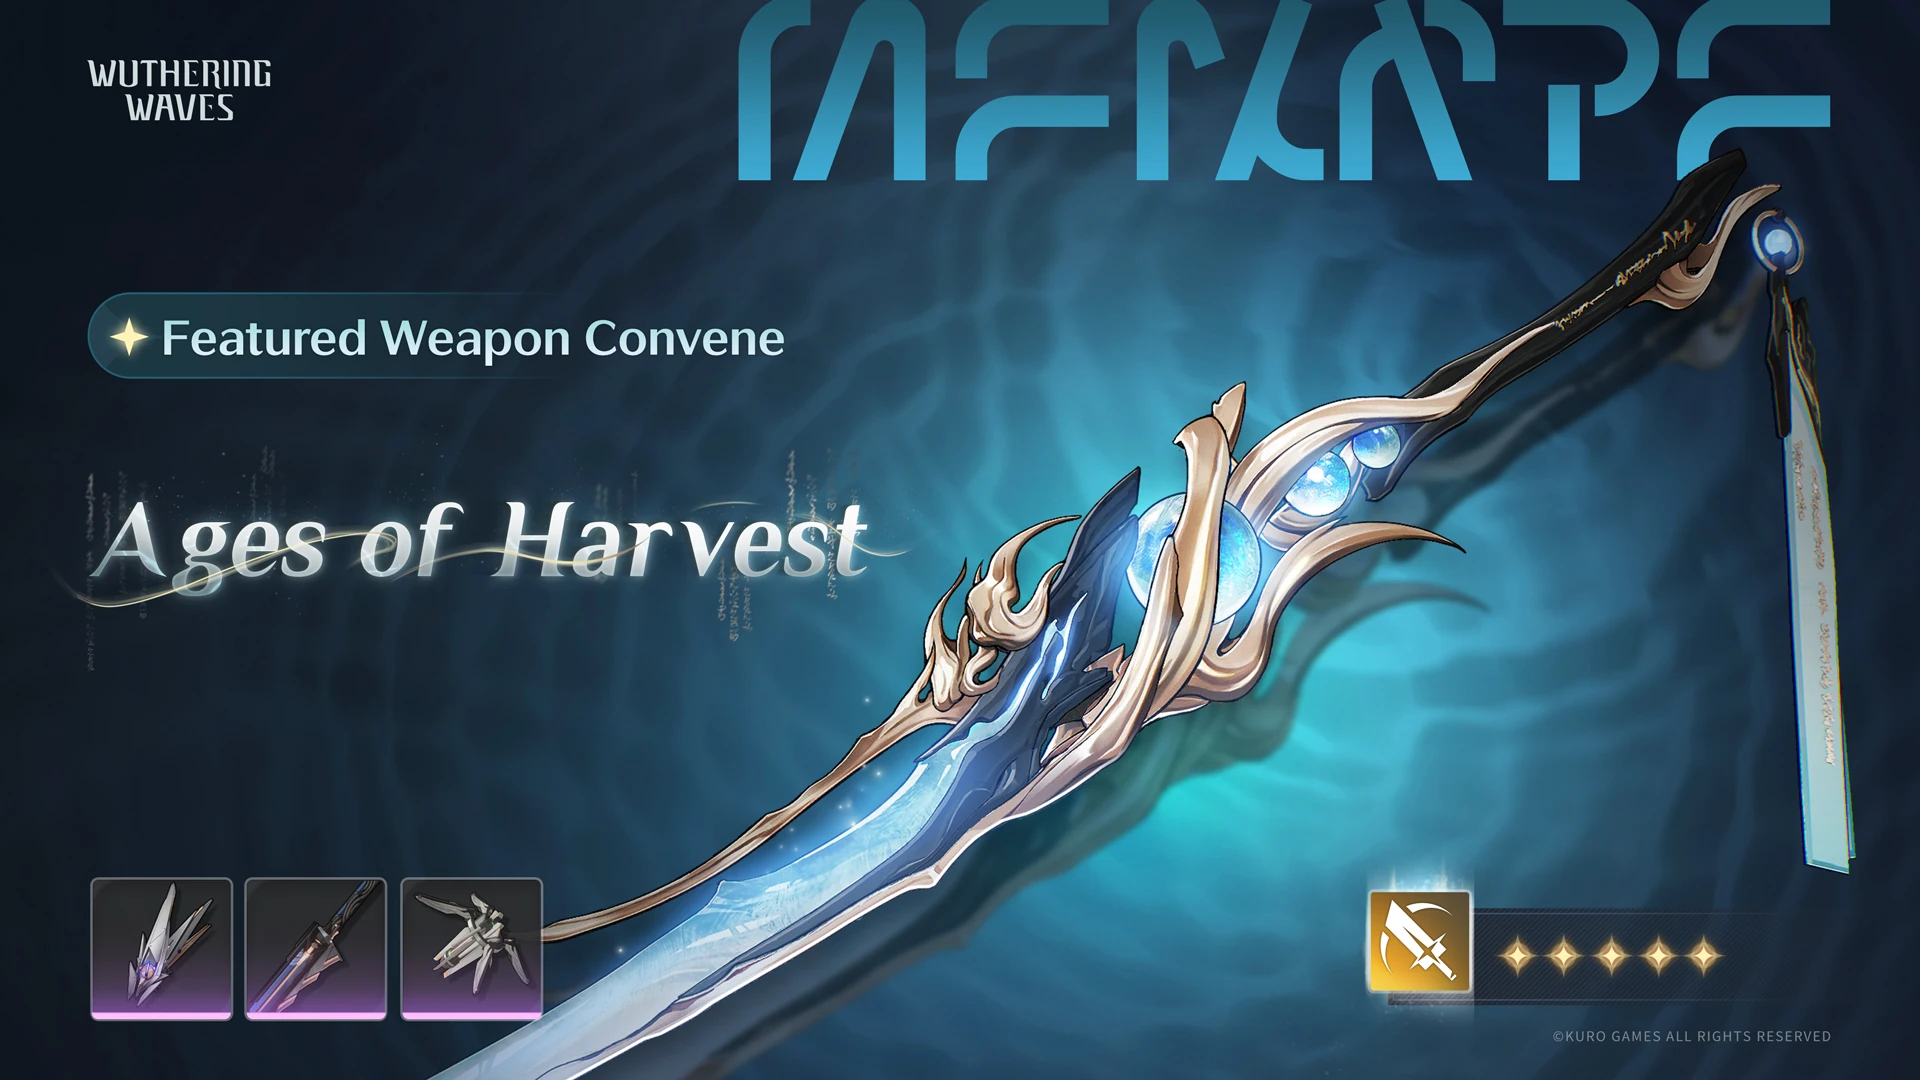 WUTHERING
WAVES
Featured Weapon Convene
Ages of Harvest
©KURO GAMES ALL RIGHTS RESERVED